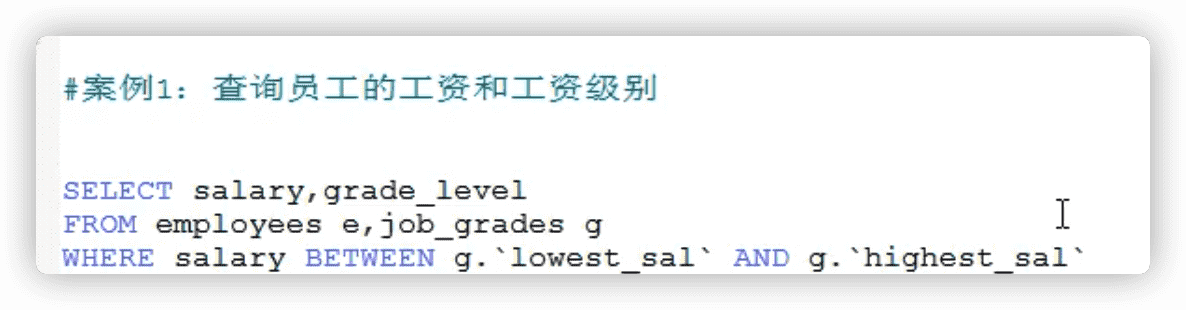 #案例1：查询员工的工资和工资级别
SELECT salary,grade_level
FROM employees e,job_grades g
WHERE salary BETWEEN g.`lowest_sal` AND g.`highest_sal`